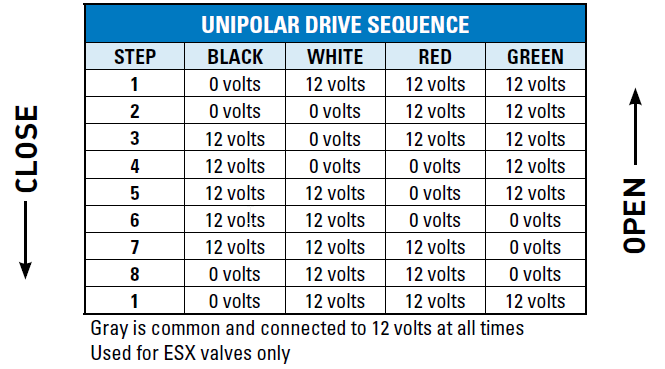 UNIPOLAR DRIVE SEQUENCE
STEP BLACK WHITE RED GREEN
1 0 volts 12 volts 12 volts 12 volts
2 0 volts 0 volts 12 volts 12 volts
3 12 volts 0 volts 12 volts 12 volts
4 12 volts 0 volts 0 volts 12 volts
5 12 volts 12 volts 0 volts 12 volts
6 12 volts 12 volts 0 volts 0 volts
7 12 volts 12 volts 12 volts 0 volts
8 0 volts 12 volts 12 volts 0 volts
1 0 volts 12 volts 12 volts 12 volts
CLOSE
OPEN
Gray is common and connected to 12 volts at all times
Used for ESX valves only